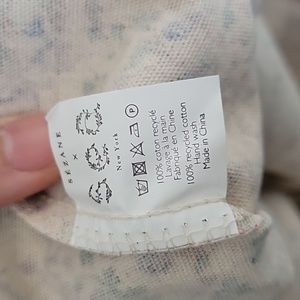 SÉZANE
X
New York
100% coton recyclé
Lavage à la main
Fabriqué en Chine
100% recycled cotton
Hand wash
Made in China